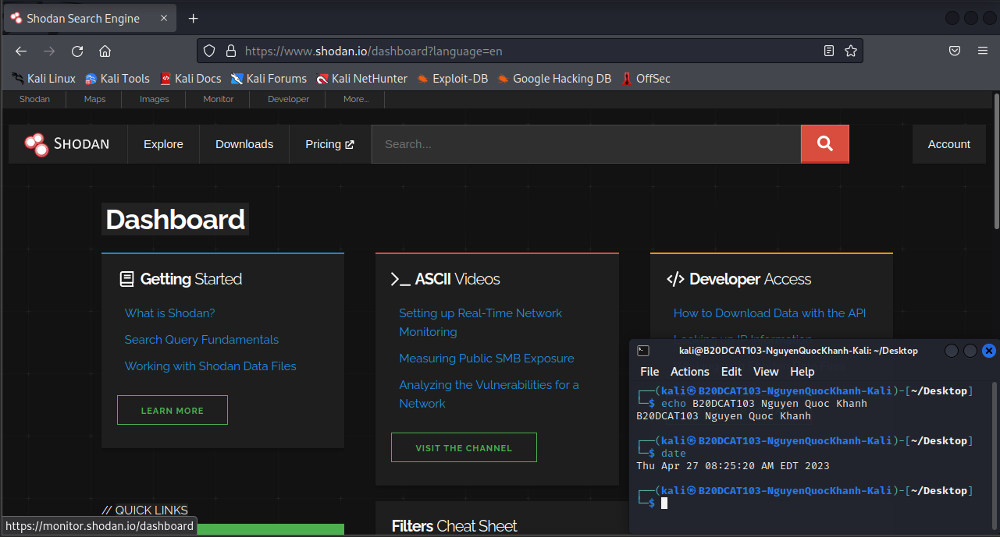 Shodan Search Engine
https://www.shodan.io/dashboard?language=en
Kali Linux Kali Tools Kali Docs Kali Forums Kali NetHunter Exploit-DB Google Hacking DB OffSec
Shodan Maps Images Monitor Developer More...
SHODAN Explore Downloads Pricing Search... Account
Dashboard
Getting Started
What is Shodan?
Search Query Fundamentals
Working with Shodan Data Files
LEARN MORE
>_ ASCII Videos
Setting up Real-Time Network
Monitoring
Measuring Public SMB Exposure
Analyzing the Vulnerabilities for a
Network
VISIT THE CHANNEL
</> Developer Access
How to Download Data with the API
Looking up IP Information
// QUICK LINKS
Filters Cheat Sheet
https://monitor.shodan.io/dashboard
kali@B20DCAT103-NguyenQuocKhanh-Kali: ~/Desktop
File Actions Edit View Help
┌──(kali㉿B20DCAT103-NguyenQuocKhanh-Kali)-[~/Desktop]
└─$ echo B20DCAT103 Nguyen Quoc Khanh
B20DCAT103 Nguyen Quoc Khanh
┌──(kali㉿B20DCAT103-NguyenQuocKhanh-Kali)-[~/Desktop]
└─$ date
Thu Apr 27 08:25:20 AM EDT 2023
┌──(kali㉿B20DCAT103-NguyenQuocKhanh-Kali)-[~/Desktop]
└─$